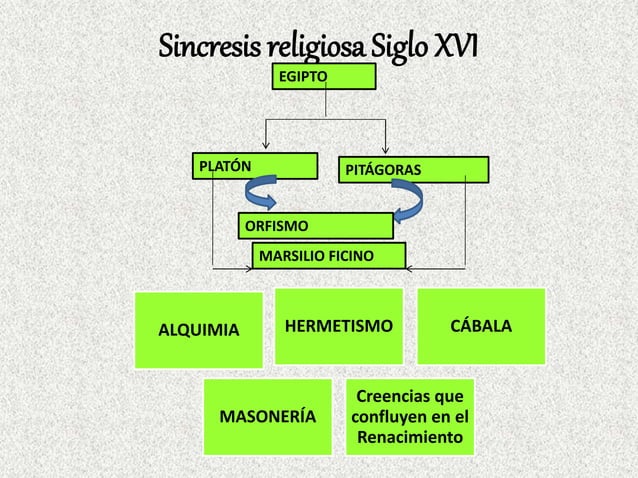 Sincresis religiosa Siglo XVI
EGIPTO
PLATÓN
PITÁGORAS
ORFISMO
MARSILIO FICINO
ALQUIMIA
HERMETISMO
CÁBALA
MASONERÍA
Creencias que
confluyen en el
Renacimiento